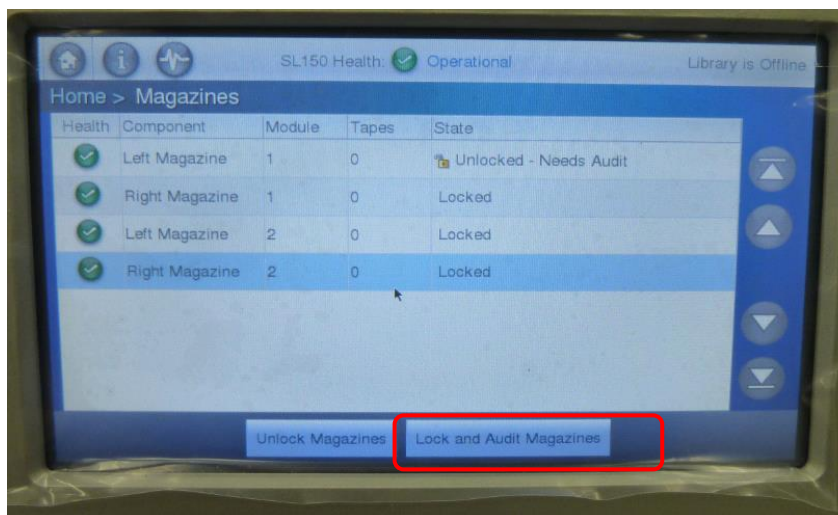 SL150 Health: Operational Library is Offline
Home > Magazines
Health Component Module Tapes State
Left Magazine 1 0 Unlocked - Needs Audit
Right Magazine 1 0 Locked
Left Magazine 2 0 Locked
Right Magazine 2 0 Locked
Unlock Magazines Lock and Audit Magazines